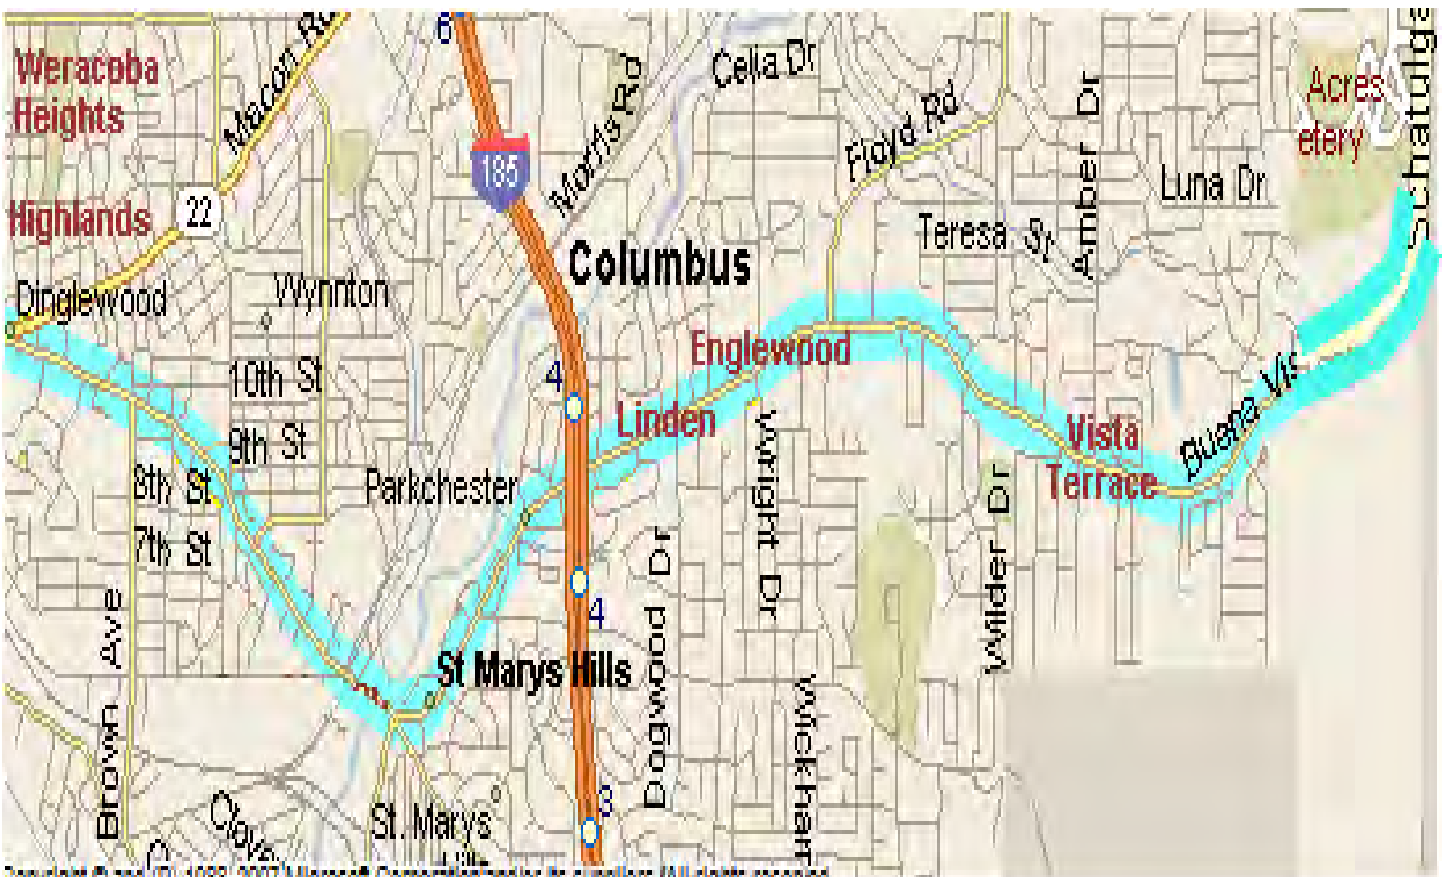 6
Celia Dr
Schatulga
Weracoba
Heights
Macon Rd
Morris Rd
Floyd Rd
Amber Dr
Acres
etery
185
Luna Dr
Highlands
22
Teresa
Columbus
Dinglewood
Wynnton
Englewood
10th St
4
Linden
Vista
Terrace
Buena Vis
9th St
8th St
Parkchester
Wright Dr
Wilder Dr
7th St
Brown Ave
4
Dogwood Dr
St Marys Hills
Wickham
3
St. Marys